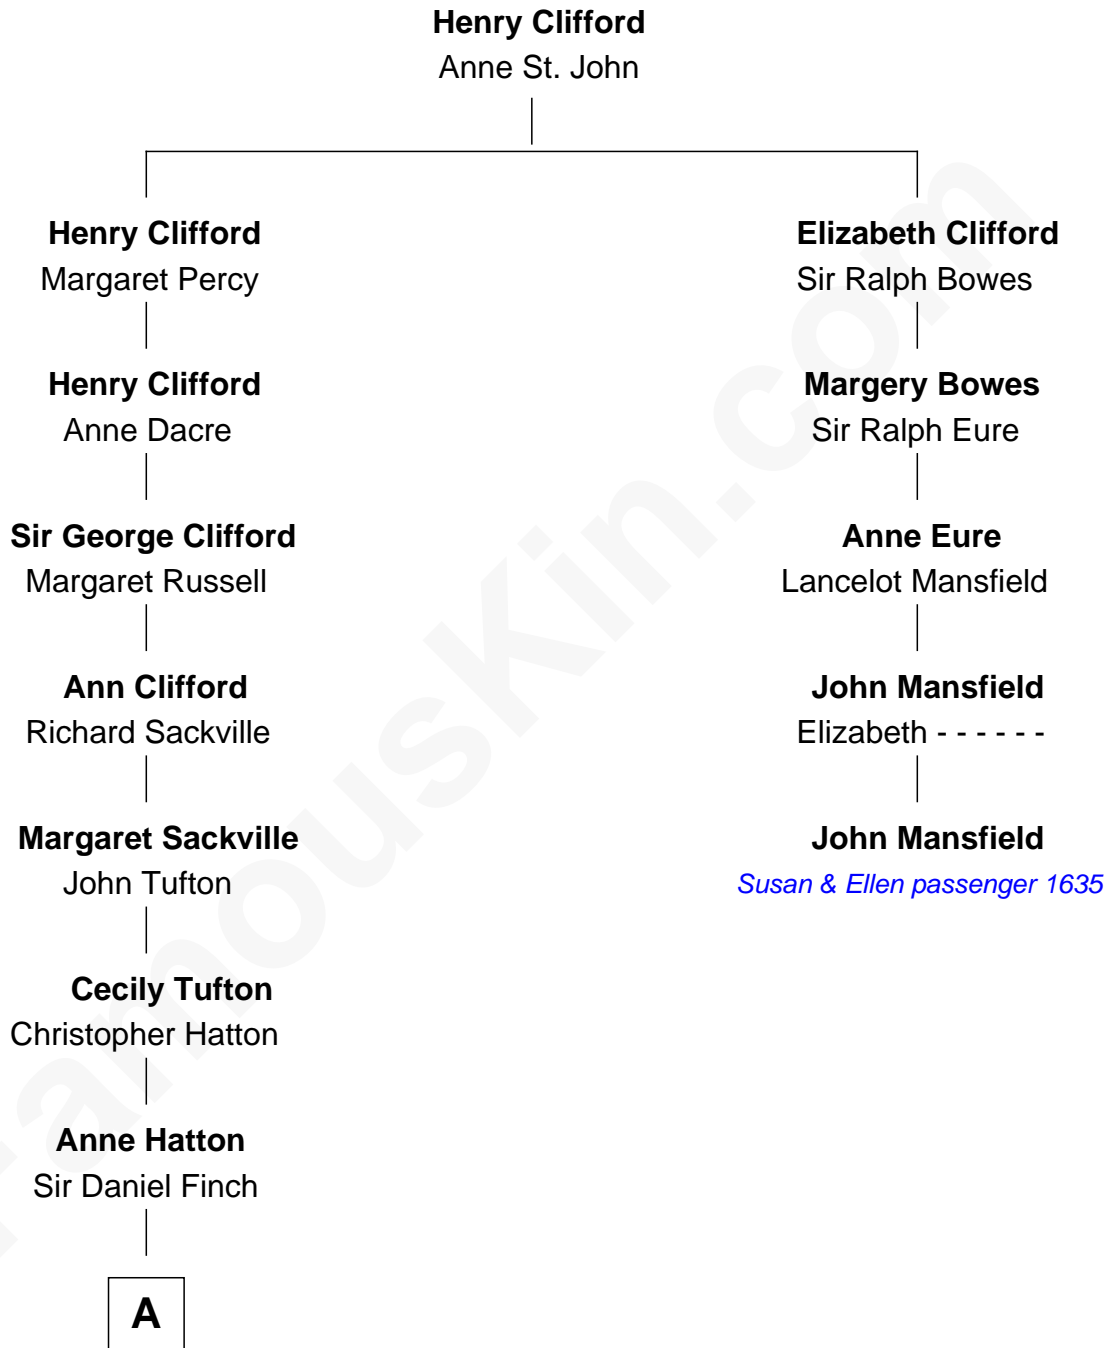 Henry Clifford
Anne St. John
Henry Clifford
Margaret Percy
Elizabeth Clifford
Sir Ralph Bowes
Henry Clifford
Anne Dacre
Margery Bowes
Sir Ralph Eure
Sir George Clifford
Margaret Russell
Anne Eure
Lancelot Mansfield
Ann Clifford
Richard Sackville
John Mansfield
Elizabeth - - - - - -
Margaret Sackville
John Tufton
John Mansfield
Susan & Ellen passenger 1635
Cecily Tufton
Christopher Hatton
Anne Hatton
Sir Daniel Finch
A
FamousKin.com